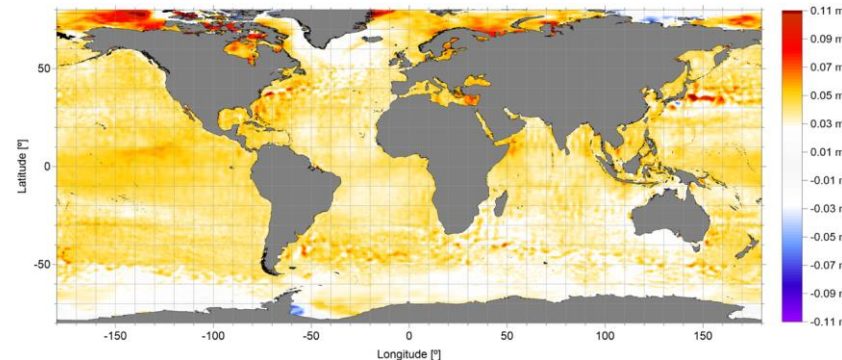 0.11 m
0.09 m
0.07 m
0.05 m
0.03 m
0.01 m
-0.01 m
-0.03 m
-0.05 m
-0.07 m
-0.09 m
-0.11 m
50
0
-50
Latitude [º]
-150 -100 -50 0 50 100 150
Longitude [º]